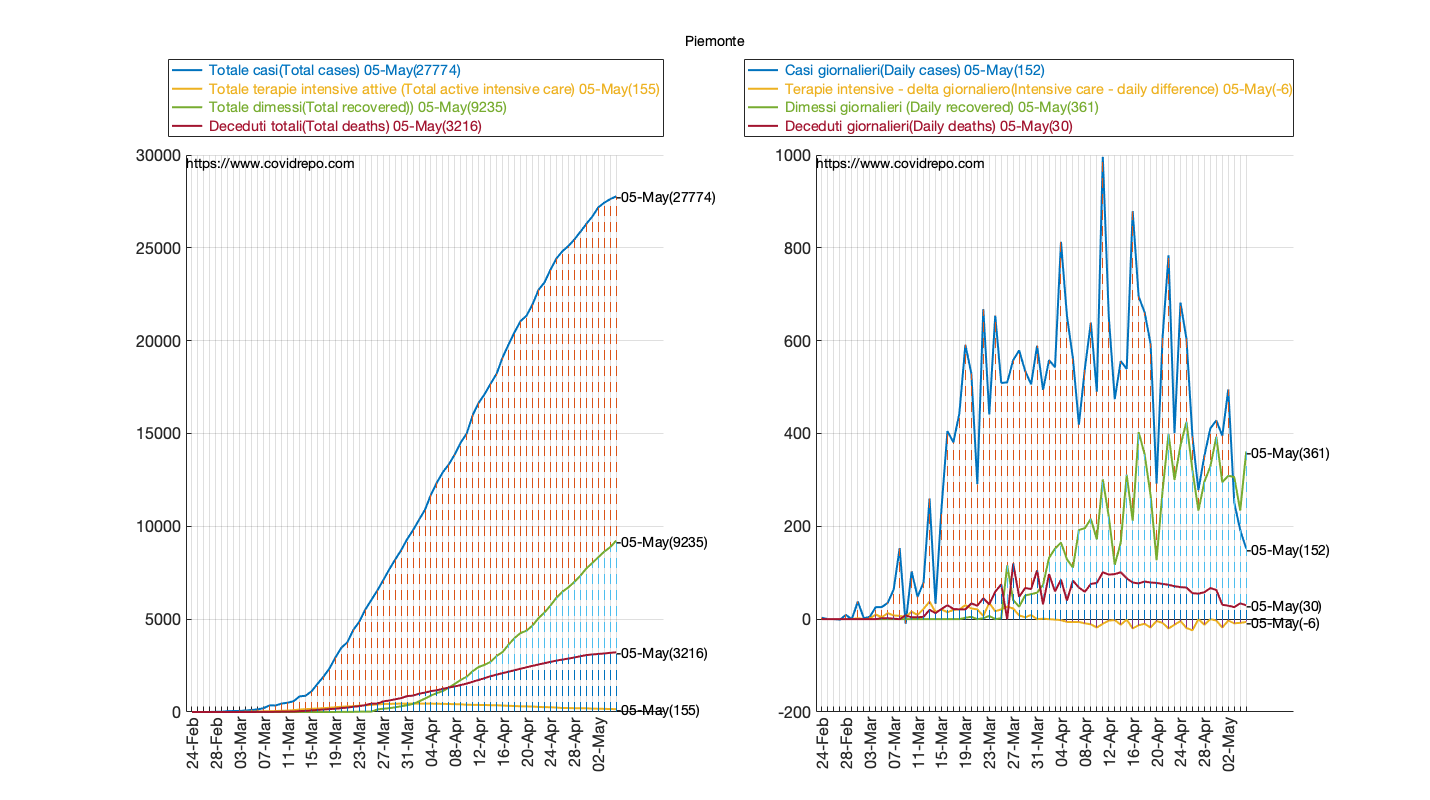 Piemonte
Totale casi(Total cases) 05-May(27774)
Totale terapie intensive attive (Total active intensive care) 05-May(155)
Totale dimessi(Total recovered)) 05-May(9235)
Deceduti totali(Total deaths) 05-May(3216)
Casi giornalieri(Daily cases) 05-May(152)
Terapie intensive - delta giornaliero(Intensive care - daily difference) 05-May(-6)
Dimessi giornalieri (Daily recovered) 05-May(361)
Deceduti giornalieri(Daily deaths) 05-May(30)
https://www.covidrepo.com
30000
25000
20000
15000
10000
5000
0
05-May(27774)
05-May(9235)
05-May(3216)
05-May(155)
24-Feb
28-Feb
03-Mar
07-Mar
11-Mar
15-Mar
19-Mar
23-Mar
27-Mar
31-Mar
04-Apr
08-Apr
12-Apr
16-Apr
20-Apr
24-Apr
28-Apr
02-May
https://www.covidrepo.com
1000
800
600
400
200
0
-200
05-May(361)
05-May(152)
05-May(30)
05-May(-6)
24-Feb
28-Feb
03-Mar
07-Mar
11-Mar
15-Mar
19-Mar
23-Mar
27-Mar
31-Mar
04-Apr
08-Apr
12-Apr
16-Apr
20-Apr
24-Apr
28-Apr
02-May